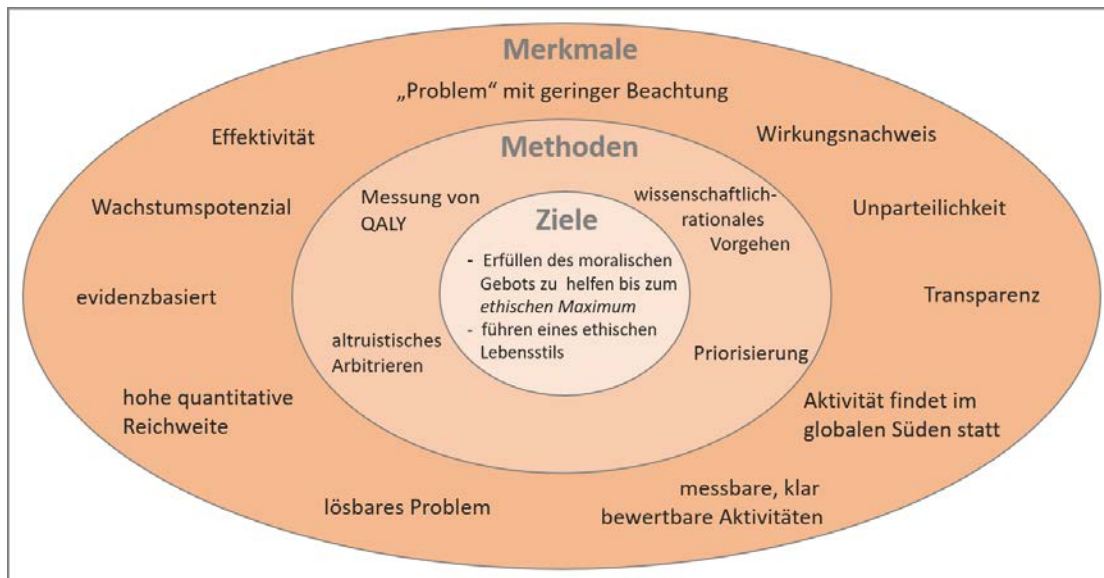 Merkmale
„Problem“ mit geringer Beachtung
Effektivität
Wirkungsnachweis
Wachstumspotenzial
Unparteilichkeit
evidenzbasiert
Transparenz
hohe quantitative
Reichweite
Aktivität findet im
globalen Süden statt
lösbares Problem
messbare, klar
bewertbare Aktivitäten
Methoden
Messung von
QALY
wissenschaftlich-
rationales
Vorgehen
altruistisches
Arbitrieren
Priorisierung
Ziele
- Erfüllen des moralischen
Gebots zu helfen bis zum
ethischen Maximum
- führen eines ethischen
Lebensstils